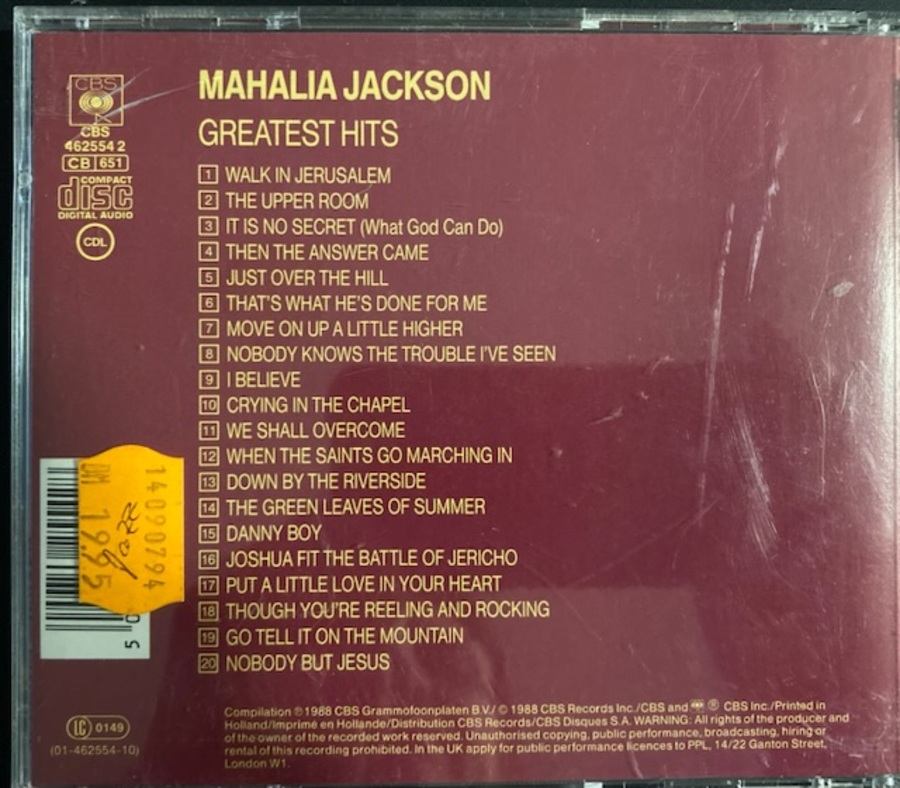 CBS
CBS
462554 2
CB 651
COMPACT
disc
DIGITAL AUDIO
CDL
MAHALIA JACKSON
GREATEST HITS
1 WALK IN JERUSALEM
2 THE UPPER ROOM
3 IT IS NO SECRET (What God Can Do)
4 THEN THE ANSWER CAME
5 JUST OVER THE HILL
6 THAT'S WHAT HE'S DONE FOR ME
7 MOVE ON UP A LITTLE HIGHER
8 NOBODY KNOWS THE TROUBLE I'VE SEEN
9 I BELIEVE
10 CRYING IN THE CHAPEL
11 WE SHALL OVERCOME
12 WHEN THE SAINTS GO MARCHING IN
13 DOWN BY THE RIVERSIDE
14 THE GREEN LEAVES OF SUMMER
15 DANNY BOY
16 JOSHUA FIT THE BATTLE OF JERICHO
17 PUT A LITTLE LOVE IN YOUR HEART
18 THOUGH YOU'RE REELING AND ROCKING
19 GO TELL IT ON THE MOUNTAIN
20 NOBODY BUT JESUS
14090794
DM 19.95
5
LC 0149
(01-462554-10)
Compilation ℗ 1988 CBS Grammofoonplaten B.V./ © 1988 CBS Records Inc./CBS and ® CBS Inc./Printed in
Holland/Imprimé en Hollande/Distribution CBS Records/CBS Disques S.A. WARNING: All rights of the producer and
of the owner of the recorded work reserved. Unauthorised copying, public performance, broadcasting, hiring or
rental of this recording prohibited. In the UK apply for public performance licences to PPL, 14/22 Ganton Street,
London W1.